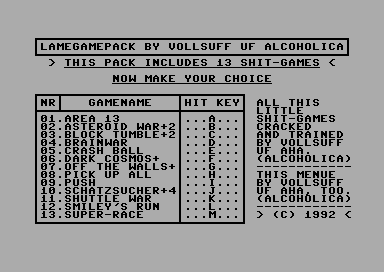 LAMEGAMEPACK BY VOLLSUFF UF ALCOHOLICA
> THIS PACK INCLUDES 13 SHIT-GAMES <
NOW MAKE YOUR CHOICE
NR GAMENAME HIT KEY
01.AREA 13 ...A...
02.ASTEROID WAR+2 ...B...
03.BLOCK TUMBLE+2 ...C...
04.BRAINWAR ...D...
05.CRASH BALL ...E...
06.DARK COSMOS+ ...F...
07.OFF THE WALLS+ ...G...
08.PICK UP ALL ...H...
09.PUSH ...I...
10.SCHATZSUCHER+4 ...J...
11.SHUTTLE WAR ...K...
12.SMILEY'S RUN ...L...
13.SUPER-RACE ...M...
ALL THIS
LITTLE
SHIT-GAMES
CRACKED
AND TRAINED
BY VOLLSUFF
UF AHA.
(ALCOHOLICA)
------------
THIS MENUE
BY VOLLSUFF
UF AHA, TOO.
(ALCOHOLICA)
------------
> (C) 1992 <